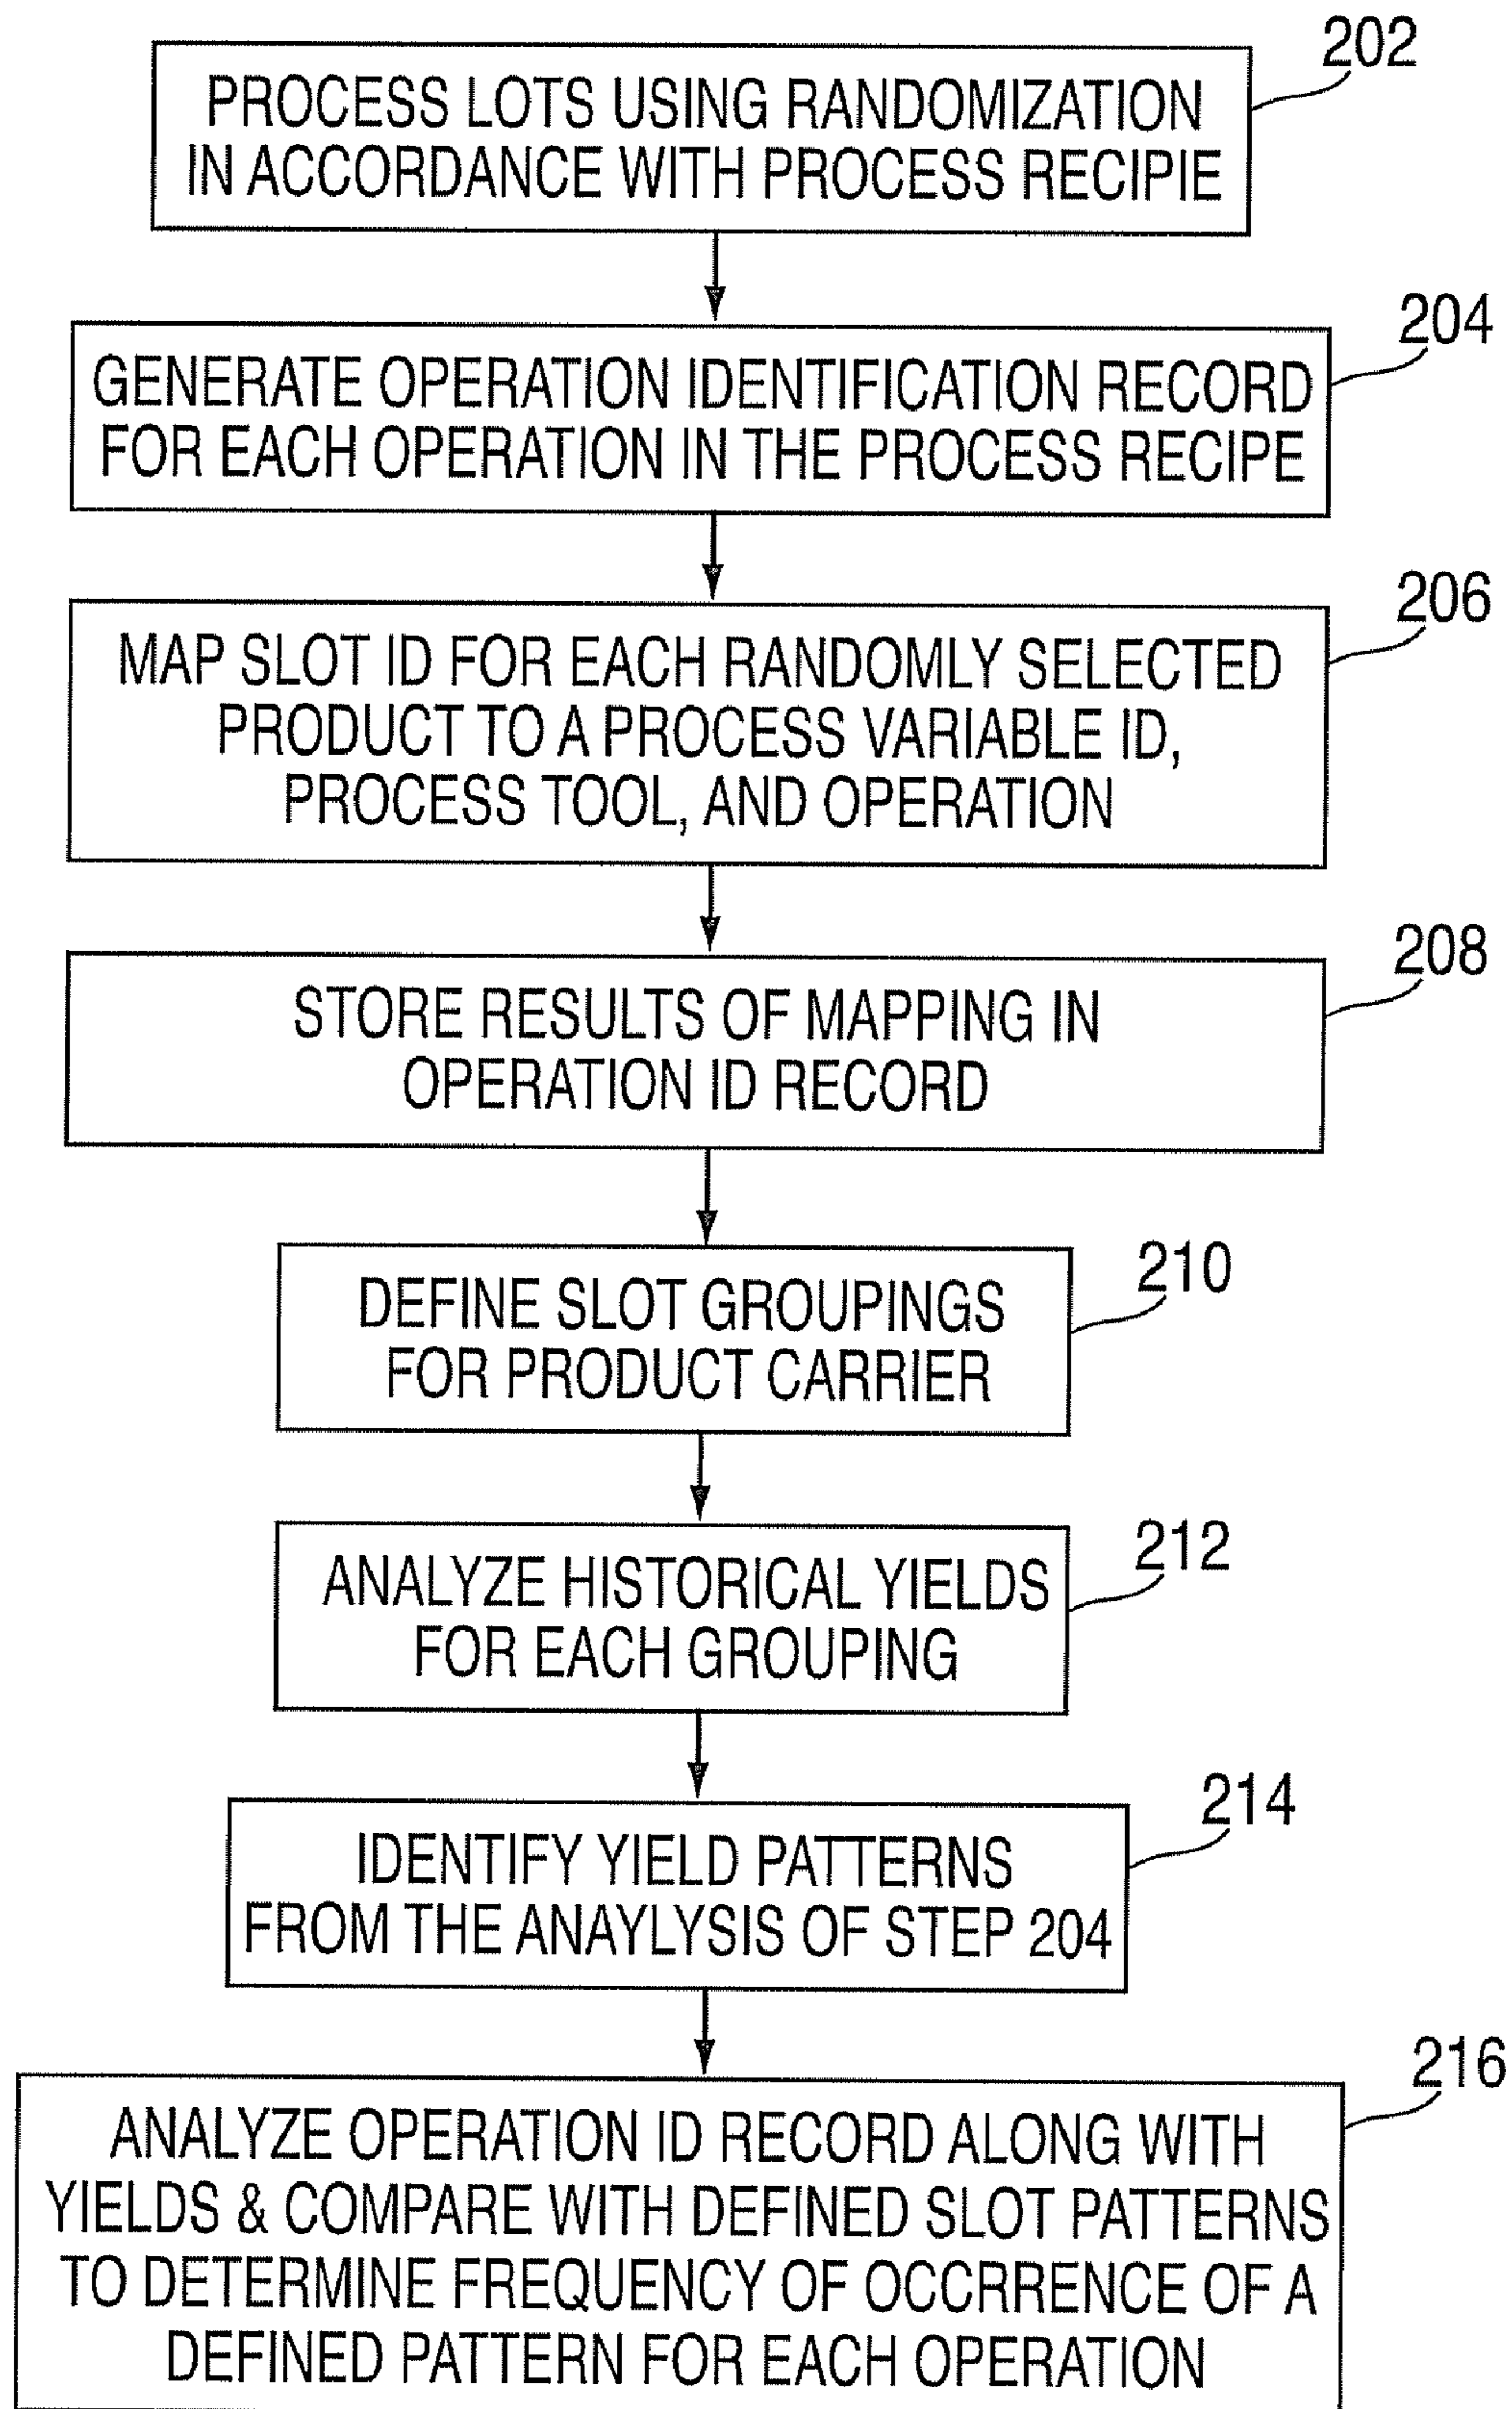 202
PROCESS LOTS USING RANDOMIZATION
IN ACCORDANCE WITH PROCESS RECIPIE
204
GENERATE OPERATION IDENTIFICATION RECORD
FOR EACH OPERATION IN THE PROCESS RECIPE
206
MAP SLOT ID FOR EACH RANDOMLY SELECTED
PRODUCT TO A PROCESS VARIABLE ID,
PROCESS TOOL, AND OPERATION
208
STORE RESULTS OF MAPPING IN
OPERATION ID RECORD
210
DEFINE SLOT GROUPINGS
FOR PRODUCT CARRIER
212
ANALYZE HISTORICAL YIELDS
FOR EACH GROUPING
214
IDENTIFY YIELD PATTERNS
FROM THE ANAYLYSIS OF STEP 204
216
ANALYZE OPERATION ID RECORD ALONG WITH
YIELDS & COMPARE WITH DEFINED SLOT PATTERNS
TO DETERMINE FREQUENCY OF OCCRRENCE OF A
DEFINED PATTERN FOR EACH OPERATION